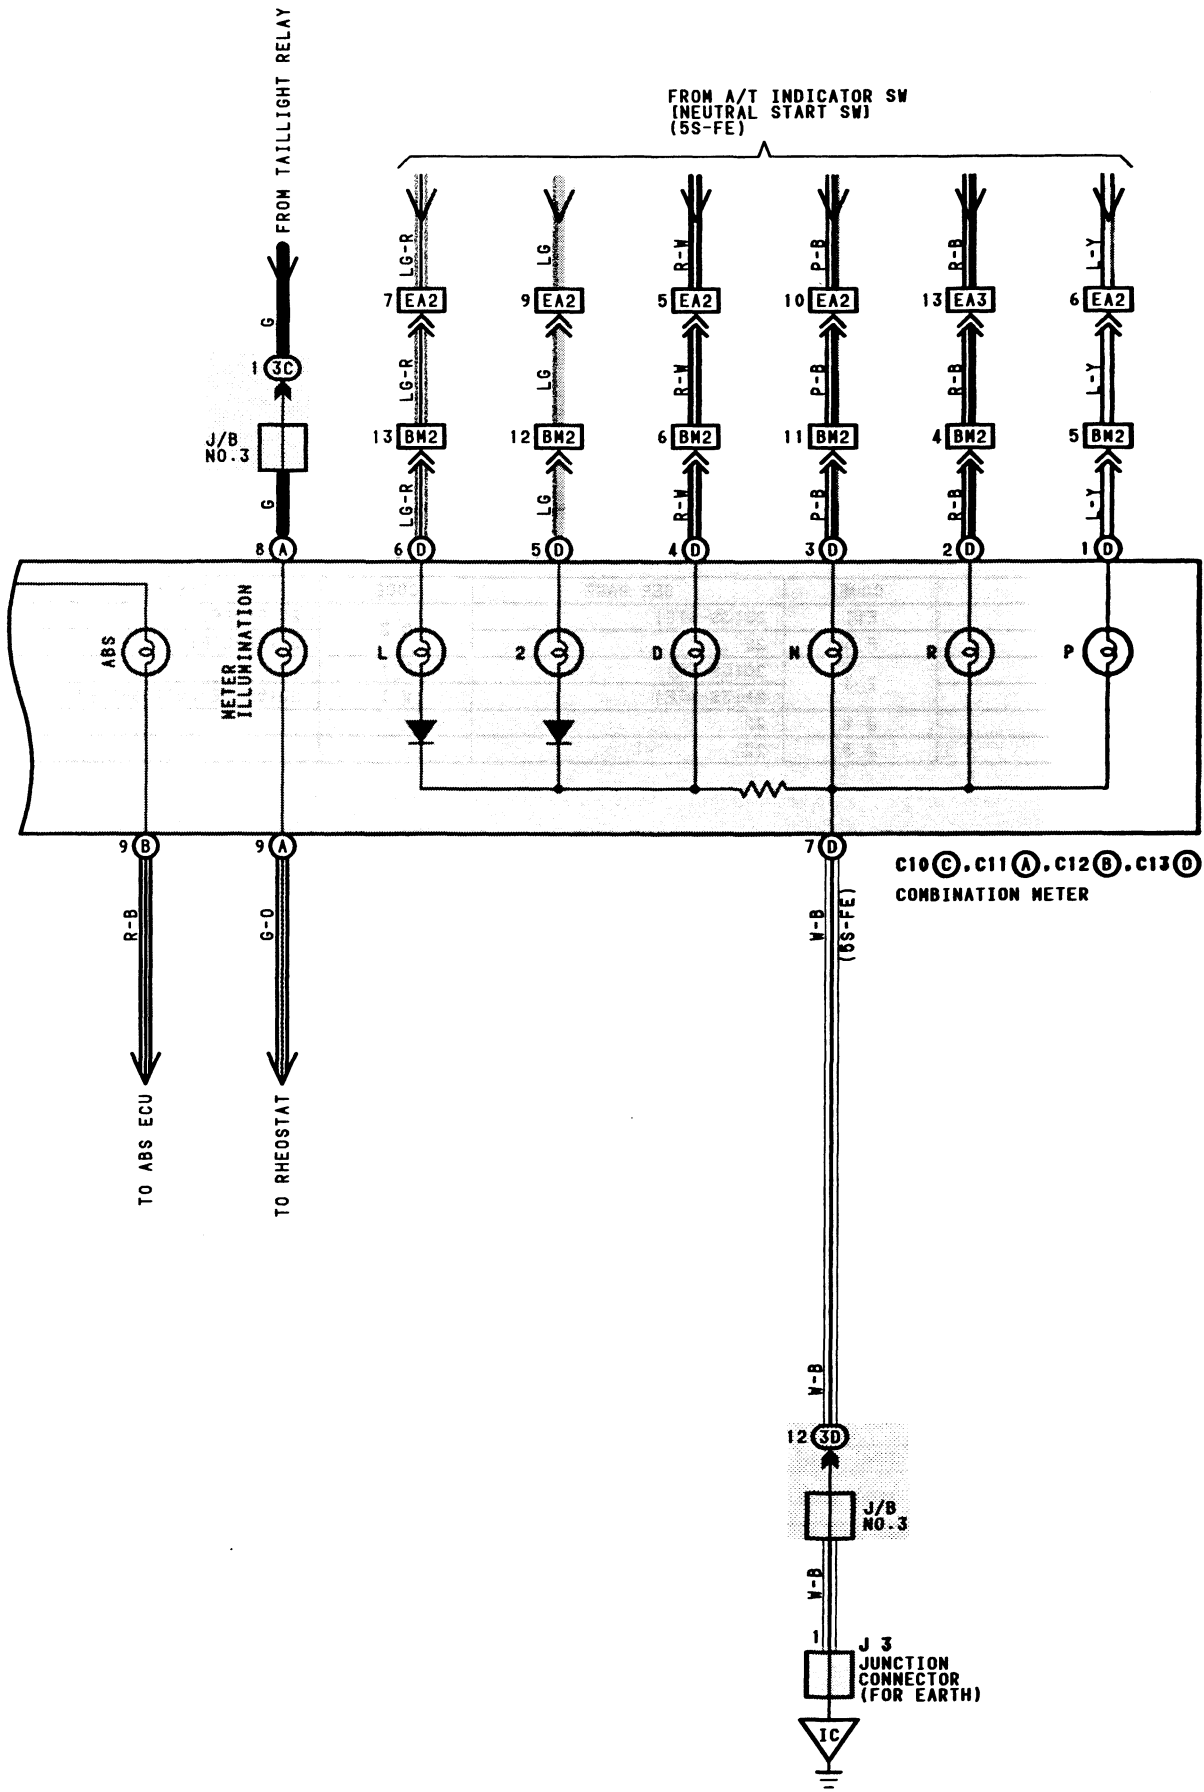 FROM TAILLIGHT RELAY
FROM A/T INDICATOR SW
[NEUTRAL START SW]
(5S-FE)
LG-R
LG
R-W
P-B
R-B
L-Y
7 EA2
9 EA2
5 EA2
10 EA2
13 EA3
6 EA2
G
1 3C
LG-R
LG
R-W
P-B
R-B
L-Y
J/B
NO.3
13 BM2
12 BM2
6 BM2
11 BM2
4 BM2
5 BM2
G
LG-R
LG
R-W
P-B
R-B
L-Y
8 A
6 D
5 D
4 D
3 D
2 D
1 D
ABS
METER
ILLUMINATION
L
2
D
N
R
P
9 B
9 A
7 D
C10 C, C11 A, C12 B, C13 D
COMBINATION METER
R-B
G-O
W-B
(5S-FE)
TO ABS ECU
TO RHEOSTAT
W-B
12 3D
J/B
NO.3
W-B
1
J 3
JUNCTION
CONNECTOR
(FOR EARTH)
IC